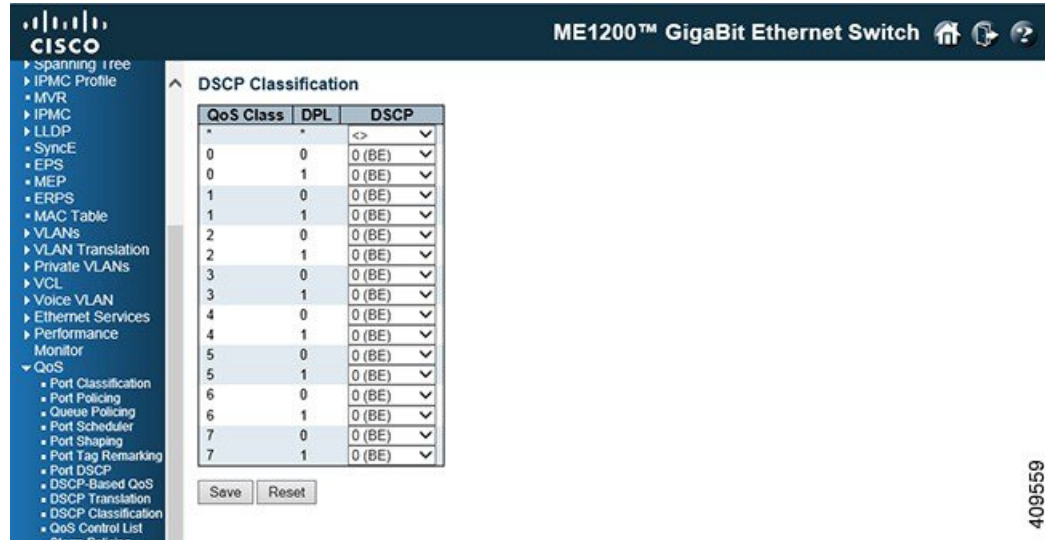 CISCO
ME1200™ GigaBit Ethernet Switch
Spanning Tree
IPMC Profile
MVR
IPMC
LLDP
SyncE
EPS
MEP
ERPS
MAC Table
VLANs
VLAN Translation
Private VLANs
VCL
Voice VLAN
Ethernet Services
Performance
Monitor
QoS
Port Classification
Port Policing
Queue Policing
Port Scheduler
Port Shaping
Port Tag Remarking
Port DSCP
DSCP-Based QoS
DSCP Translation
DSCP Classification
QoS Control List
DSCP Classification
QoS Class DPL DSCP
* * <>
0 0 0 (BE)
0 1 0 (BE)
1 0 0 (BE)
1 1 0 (BE)
2 0 0 (BE)
2 1 0 (BE)
3 0 0 (BE)
3 1 0 (BE)
4 0 0 (BE)
4 1 0 (BE)
5 0 0 (BE)
5 1 0 (BE)
6 0 0 (BE)
6 1 0 (BE)
7 0 0 (BE)
7 1 0 (BE)
Save Reset
409559